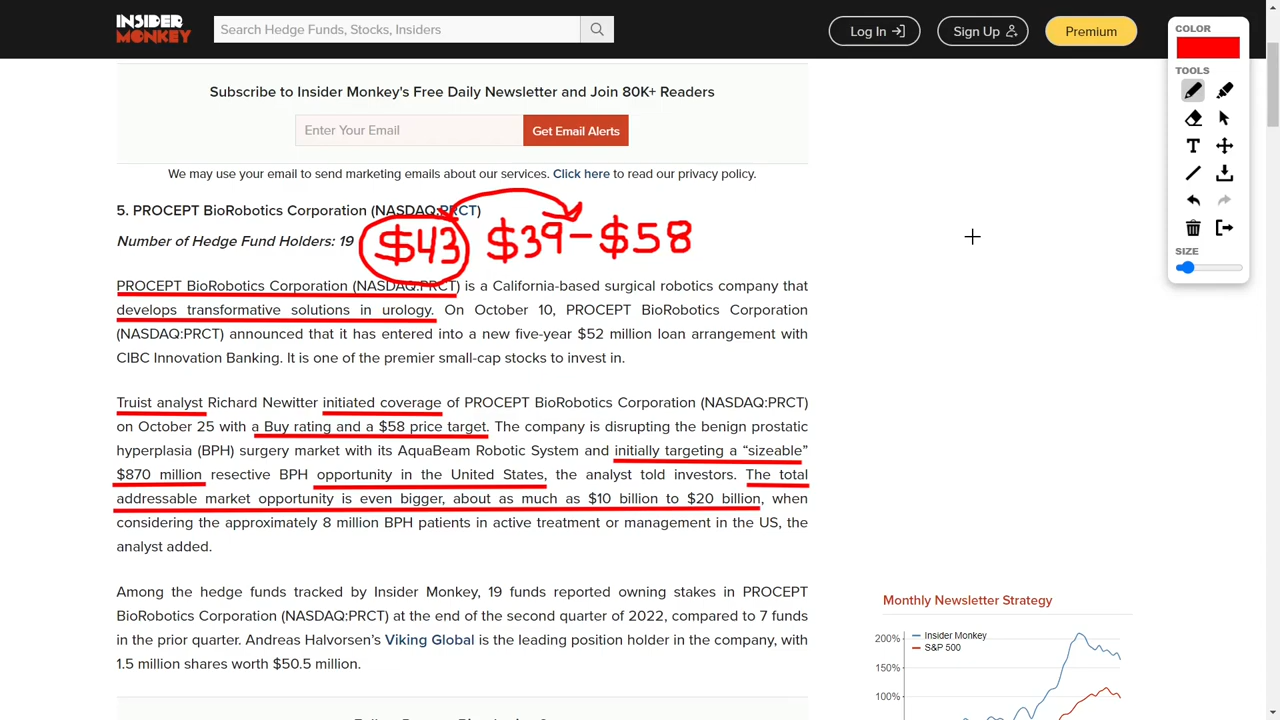 INSIDER
MONKEY
Search Hedge Funds, Stocks, Insiders
Log In
Sign Up
Premium
Subscribe to Insider Monkey's Free Daily Newsletter and Join 80K+ Readers
Enter Your Email
Get Email Alerts
We may use your email to send marketing emails about our services. Click here to read our privacy policy.
5. PROCEPT BioRobotics Corporation (NASDAQ:PRCT)
Number of Hedge Fund Holders: 19
$43 $39-$58
PROCEPT BioRobotics Corporation (NASDAQ:PRCT) is a California-based surgical robotics company that
develops transformative solutions in urology. On October 10, PROCEPT BioRobotics Corporation
(NASDAQ:PRCT) announced that it has entered into a new five-year $52 million loan arrangement with
CIBC Innovation Banking. It is one of the premier small-cap stocks to invest in.
Truist analyst Richard Newitter initiated coverage of PROCEPT BioRobotics Corporation (NASDAQ:PRCT)
on October 25 with a Buy rating and a $58 price target. The company is disrupting the benign prostatic
hyperplasia (BPH) surgery market with its AquaBeam Robotic System and initially targeting a “sizeable”
$870 million resective BPH opportunity in the United States, the analyst told investors. The total
addressable market opportunity is even bigger, about as much as $10 billion to $20 billion, when
considering the approximately 8 million BPH patients in active treatment or management in the US, the
analyst added.
Among the hedge funds tracked by Insider Monkey, 19 funds reported owning stakes in PROCEPT
BioRobotics Corporation (NASDAQ:PRCT) at the end of the second quarter of 2022, compared to 7 funds
in the prior quarter. Andreas Halvorsen’s Viking Global is the leading position holder in the company, with
1.5 million shares worth $50.5 million.
COLOR
TOOLS
T
SIZE
Monthly Newsletter Strategy
Insider Monkey
S&P 500
200%
150%
100%